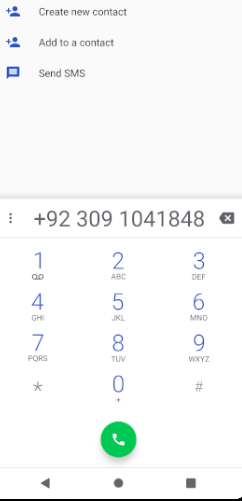 Create new contact
Add to a contact
Send SMS
+92 309 1041848
1 2 3
ABC DEF
4 5 6
GHI JKL MNO
7 8 9
PQRS TUV WXYZ
* 0 #
+